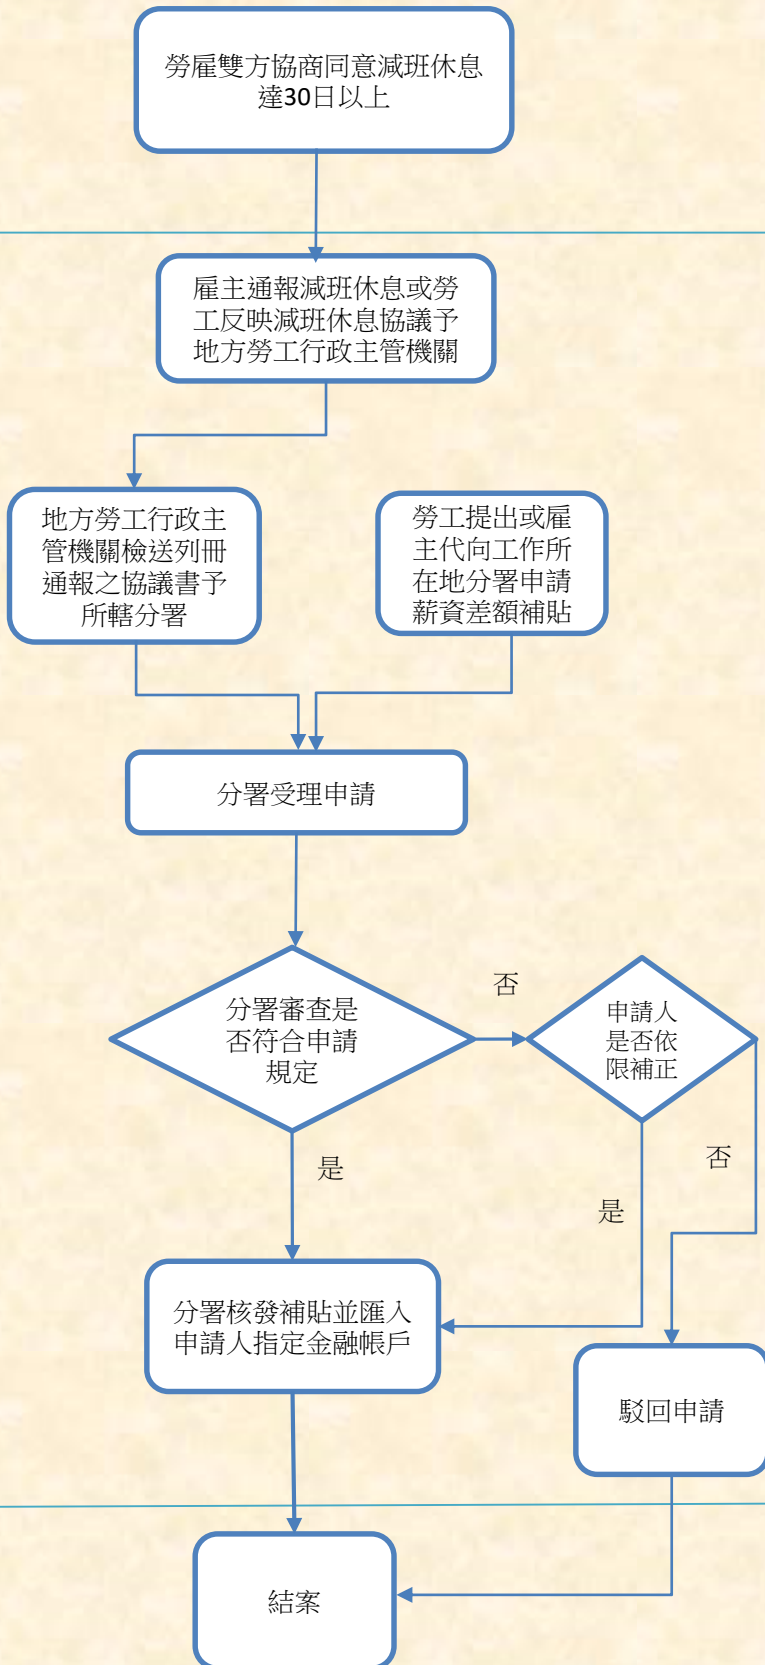 勞雇雙方協商同意減班休息
達30日以上
雇主通報減班休息或勞
工反映減班休息協議予
地方勞工行政主管機關
地方勞工行政主
管機關檢送列冊
通報之協議書予
所轄分署
勞工提出或雇
主代向工作所
在地分署申請
薪資差額補貼
分署受理申請
分署審查是
否符合申請
規定
否
申請人
是否依
限補正
是
否
是
分署核發補貼並匯入
申請人指定金融帳戶
駁回申請
結案